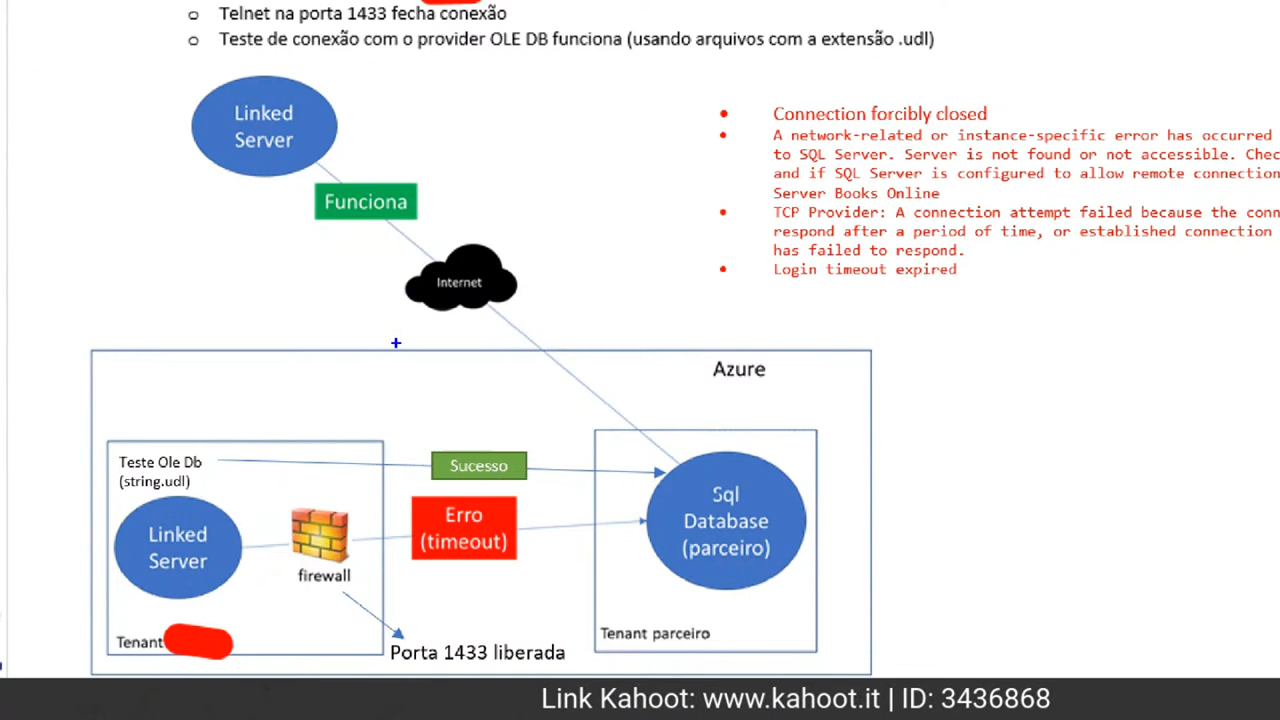 o Telnet na porta 1433 fecha conexão
o Teste de conexão com o provider OLE DB funciona (usando arquivos com a extensão .udl)
Linked
Server
Funciona
Internet
• Connection forcibly closed
• A network-related or instance-specific error has occurred
to SQL Server. Server is not found or not accessible. Chec
and if SQL Server is configured to allow remote connection
Server Books Online
• TCP Provider: A connection attempt failed because the conn
respond after a period of time, or established connection
has failed to respond.
• Login timeout expired
Azure
Teste Ole Db
(string.udl)
Sucesso
Linked
Server
firewall
Erro
(timeout)
Sql
Database
(parceiro)
Tenant
Porta 1433 liberada
Tenant parceiro
Link Kahoot: www.kahoot.it | ID: 3436868